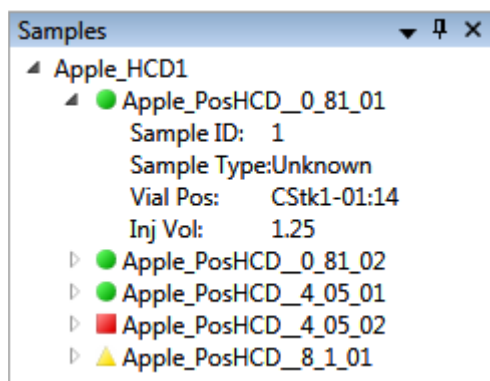 Samples
Apple_HCD1
Apple_PosHCD__0_81_01
Sample ID: 1
Sample Type:Unknown
Vial Pos: CStk1-01:14
Inj Vol: 1.25
Apple_PosHCD__0_81_02
Apple_PosHCD__4_05_01
Apple_PosHCD__4_05_02
Apple_PosHCD__8_1_01